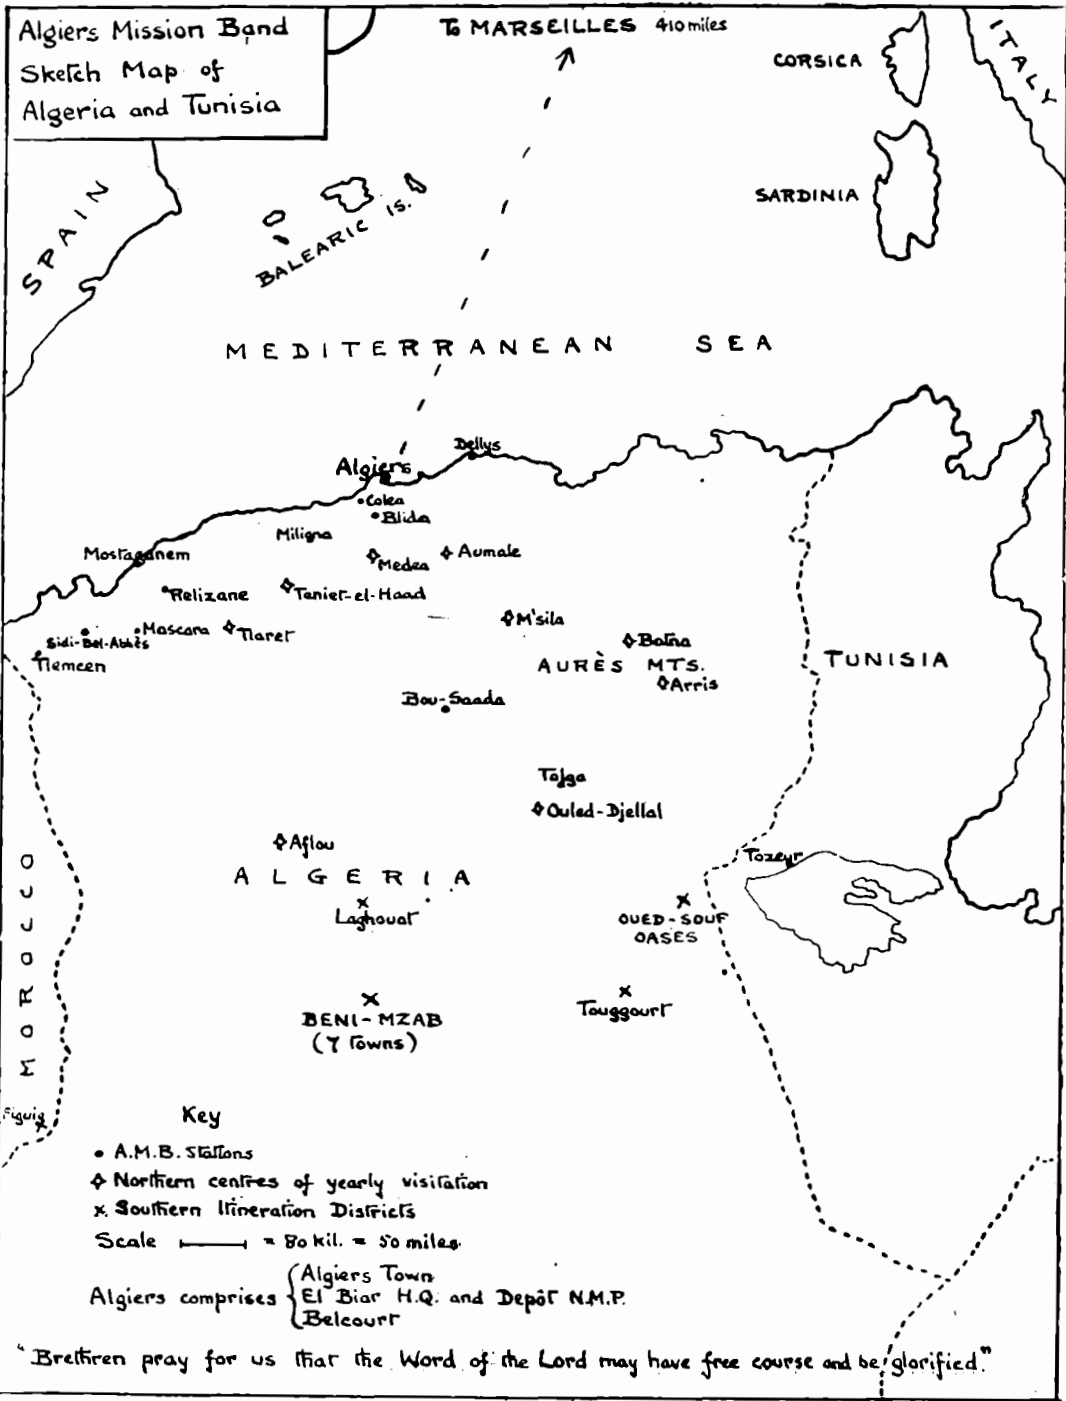 Algiers Mission Band
Sketch Map of
Algeria and Tunisia
To MARSEILLES 410 miles
CORSICA
ITALY
SARDINIA
SPAIN
BALEARIC IS.
MEDITERRANEAN SEA
Dellys
Algiers
Colea
Blida
Miligna
Mostaganem
Medea
Aumale
Relizane
Teniet-el-Haad
M'sila
Mascara
Tiaret
Sidi-Bel-Abbès
Tlemcen
Batna
AURÈS MTS.
TUNISIA
Arris
Bou-Saada
Tolga
Ouled-Djellal
Aflou
Tozeyr
ALGERIA
Laghouat
OUED-SOUF
OASES
MOROCCO
BENI-MZAB
(7 Towns)
Touggourt
Figuig
Key
A.M.B. Stations
Northern centres of yearly visitation
x. Southern Itineration Districts
Scale = 80 kil. = 50 miles.
Algiers comprises { Algiers Town
El Biar H.Q. and Depôt N.M.P.
Belcourt
"Brethren pray for us that the Word of the Lord may have free course and be glorified."